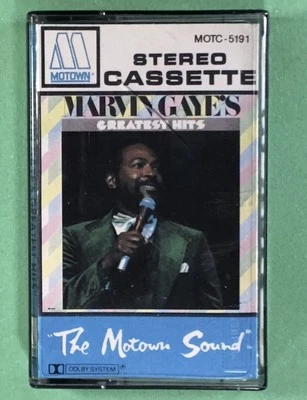 MOTC-5191
MOTOWN®
STEREO
CASSETTE
MARVIN GAYE'S
GREATEST HITS
"The Motown Sound"
DOLBY SYSTEM®